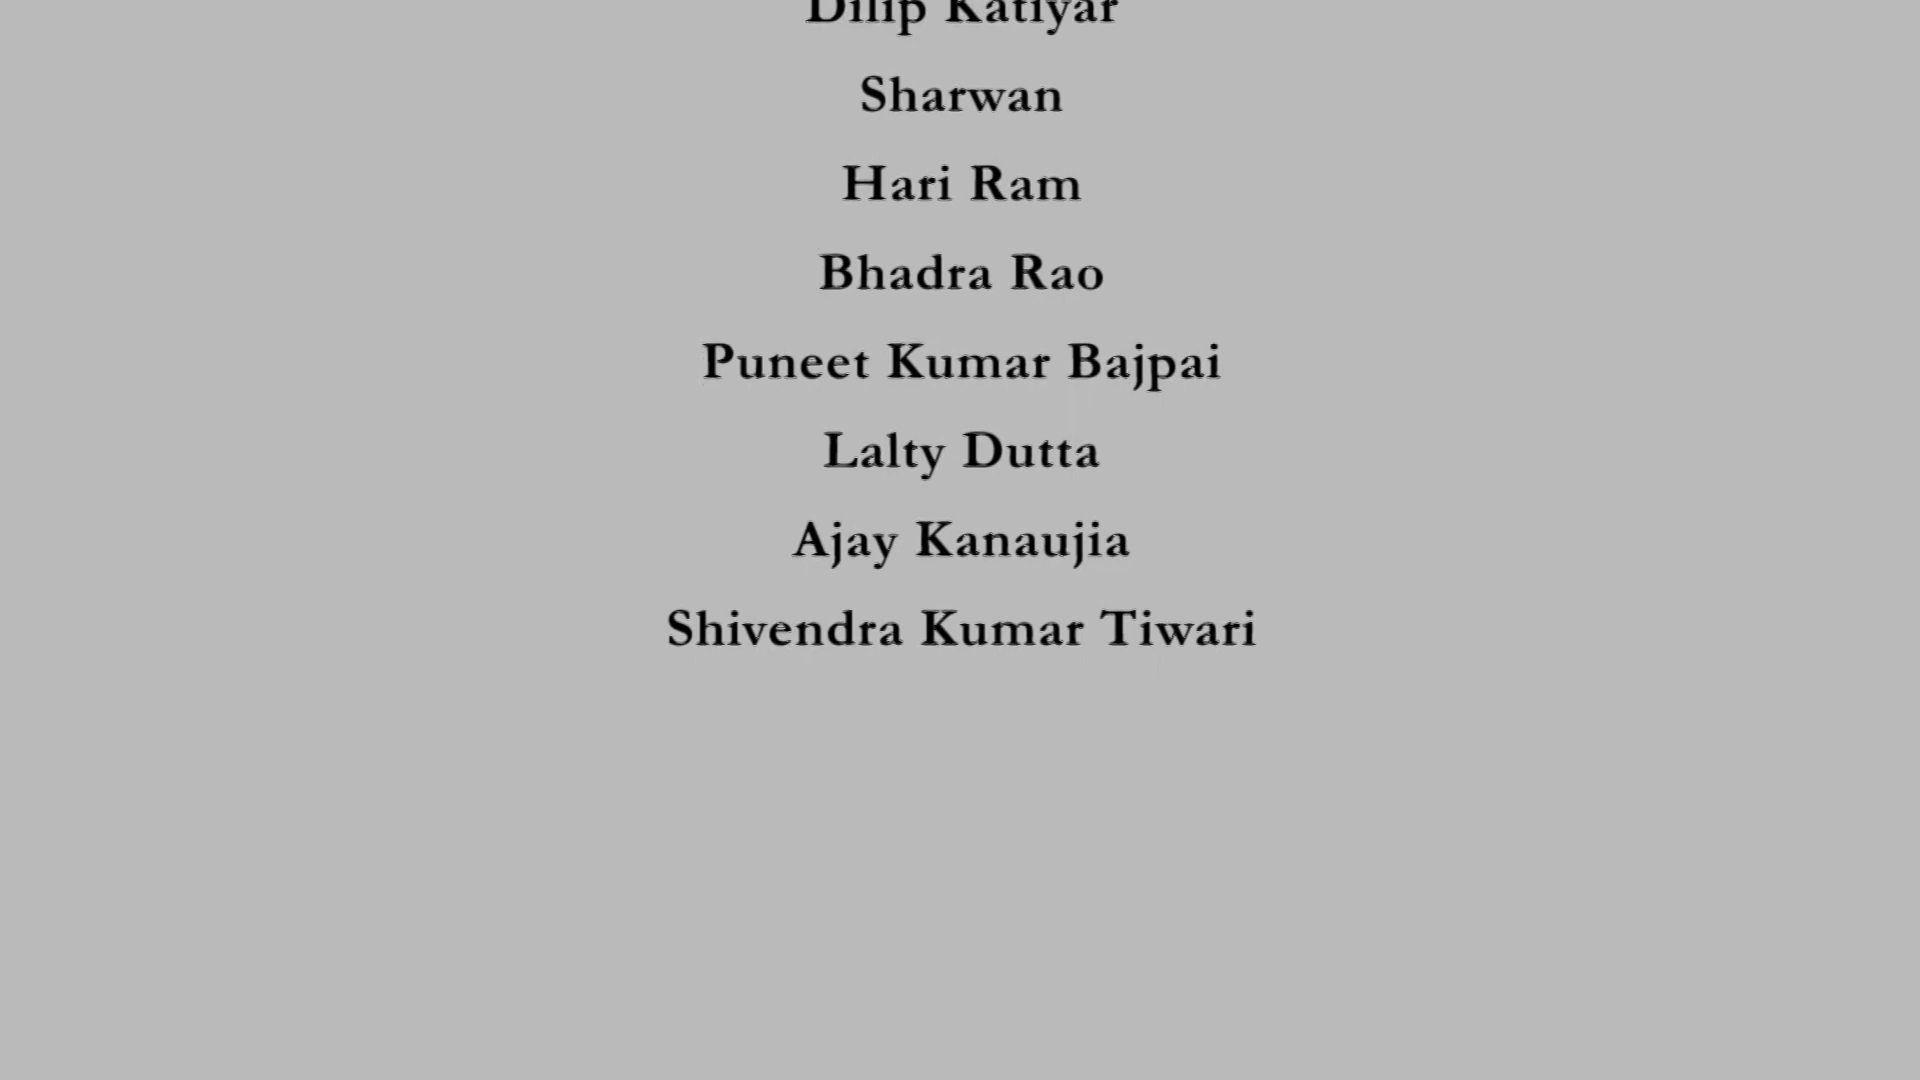 Dilip Katiyar
Sharwan
Hari Ram
Bhadra Rao
Puneet Kumar Bajpai
Lalty Dutta
Ajay Kanaujia
Shivendra Kumar Tiwari